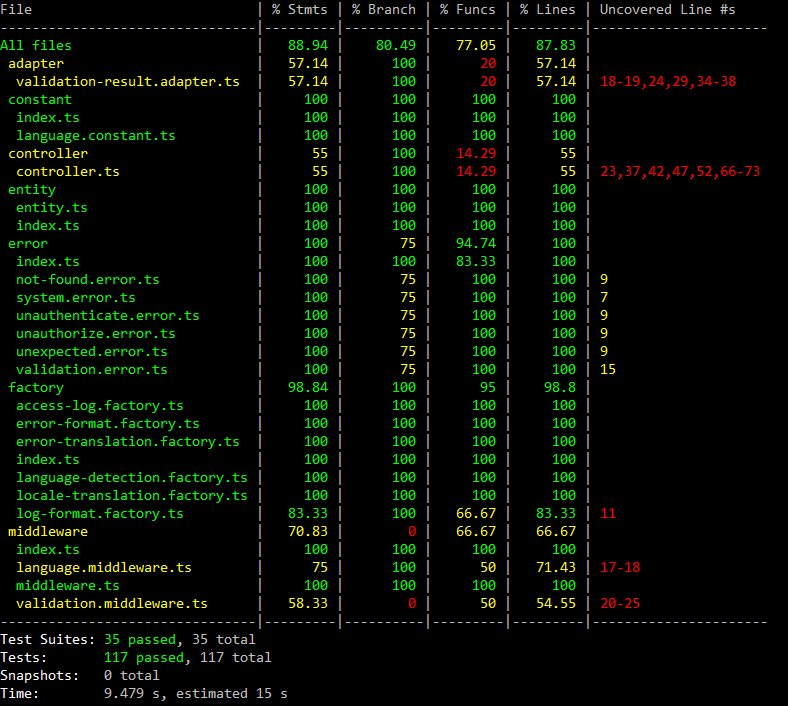 File                            | % Stmts | % Branch | % Funcs | % Lines | Uncovered Line #s
--------------------------------|---------|----------|---------|---------|----------------------
All files                       |   88.94 |    80.49 |   77.05 |   87.83 |
 adapter                        |   57.14 |      100 |      20 |   57.14 |
  validation-result.adapter.ts  |   57.14 |      100 |      20 |   57.14 | 18-19,24,29,34-38
 constant                       |     100 |      100 |     100 |     100 |
  index.ts                      |     100 |      100 |     100 |     100 |
  language.constant.ts          |     100 |      100 |     100 |     100 |
 controller                     |      55 |      100 |   14.29 |      55 |
  controller.ts                 |      55 |      100 |   14.29 |      55 | 23,37,42,47,52,66-73
 entity                         |     100 |      100 |     100 |     100 |
  entity.ts                     |     100 |      100 |     100 |     100 |
  index.ts                      |     100 |      100 |     100 |     100 |
 error                          |     100 |       75 |   94.74 |     100 |
  index.ts                      |     100 |      100 |   83.33 |     100 |
  not-found.error.ts            |     100 |       75 |     100 |     100 | 9
  system.error.ts               |     100 |       75 |     100 |     100 | 7
  unauthenticate.error.ts       |     100 |       75 |     100 |     100 | 9
  unauthorize.error.ts          |     100 |       75 |     100 |     100 | 9
  unexpected.error.ts           |     100 |       75 |     100 |     100 | 9
  validation.error.ts           |     100 |       75 |     100 |     100 | 15
 factory                        |   98.84 |      100 |      95 |    98.8 |
  access-log.factory.ts         |     100 |      100 |     100 |     100 |
  error-format.factory.ts       |     100 |      100 |     100 |     100 |
  error-translation.factory.ts  |     100 |      100 |     100 |     100 |
  index.ts                      |     100 |      100 |     100 |     100 |
  language-detection.factory.ts |     100 |      100 |     100 |     100 |
  locale-translation.factory.ts |     100 |      100 |     100 |     100 |
  log-format.factory.ts         |   83.33 |      100 |   66.67 |   83.33 | 11
 middleware                     |   70.83 |        0 |   66.67 |   66.67 |
  index.ts                      |     100 |      100 |     100 |     100 |
  language.middleware.ts        |      75 |      100 |      50 |   71.43 | 17-18
  middleware.ts                 |     100 |      100 |     100 |     100 |
  validation.middleware.ts      |   58.33 |        0 |      50 |   54.55 | 20-25
--------------------------------|---------|----------|---------|---------|----------------------
Test Suites: 35 passed, 35 total
Tests:       117 passed, 117 total
Snapshots:   0 total
Time:        9.479 s, estimated 15 s